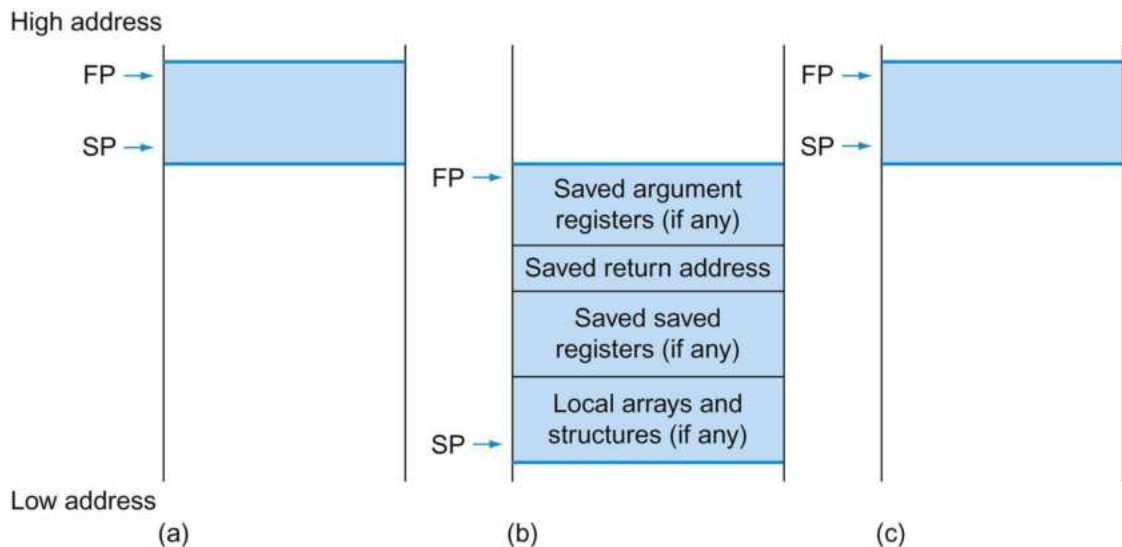 High address
FP
SP
FP
Saved argument
registers (if any)
Saved return address
Saved saved
registers (if any)
Local arrays and
structures (if any)
SP
FP
SP
Low address
(a)
(b)
(c)